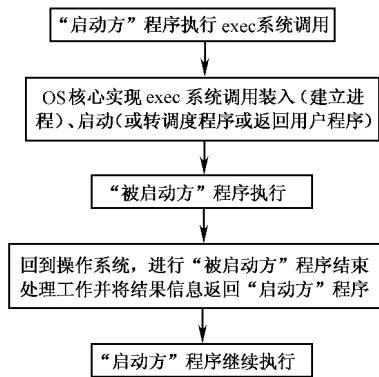 “启动方”程序执行 exec系统调用
OS核心实现 exec 系统调用装入(建立进
程)、启动(或转调度程序或返回用户程序)
“被启动方”程序执行
回到操作系统，进行“被启动方”程序结束
处理工作并将结果信息返回“启动方”程序
“启动方”程序继续执行